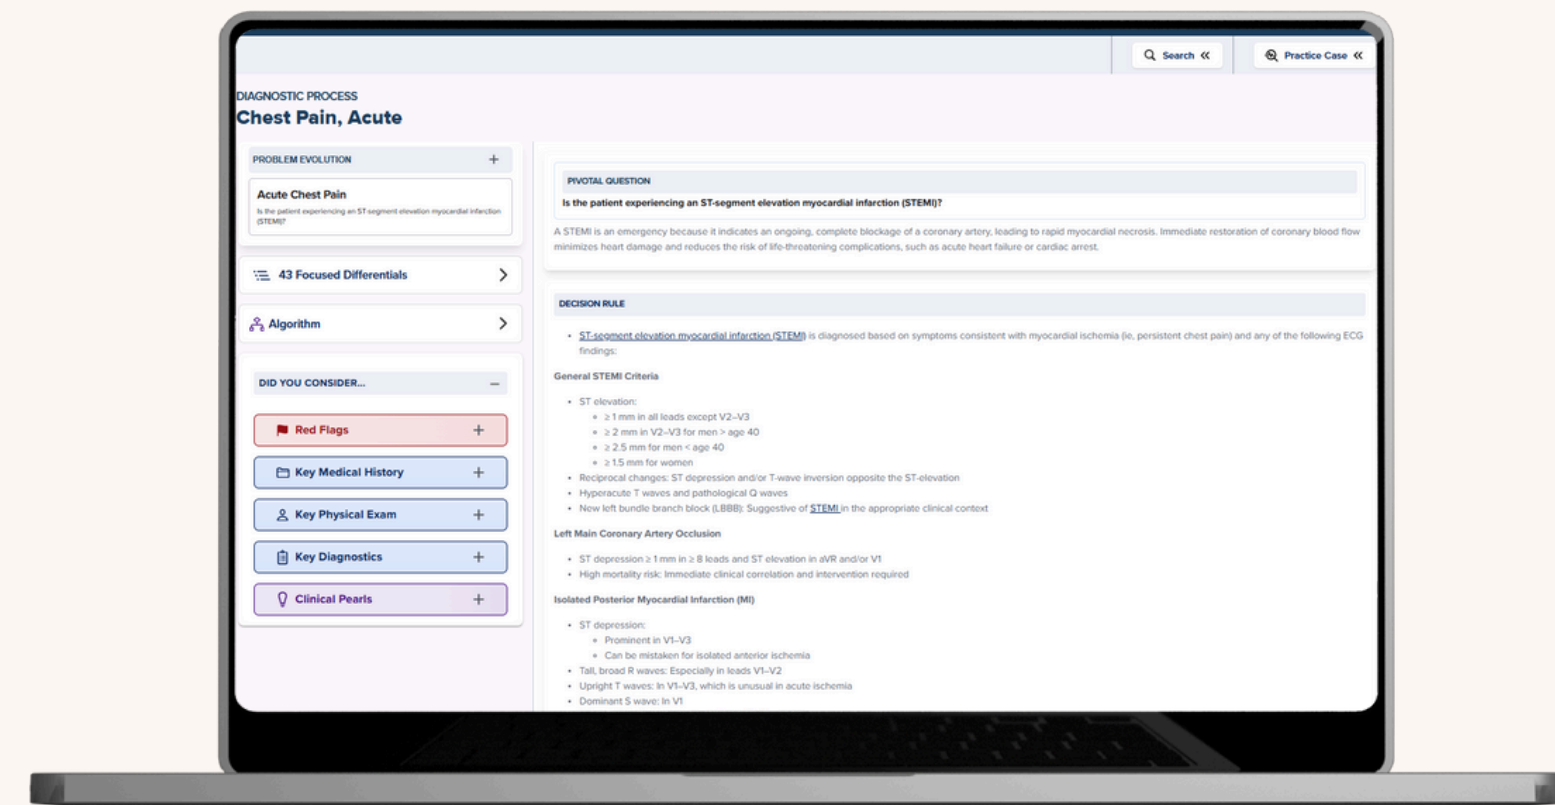 Search
Practice Case
DIAGNOSTIC PROCESS
Chest Pain, Acute
PROBLEM EVOLUTION
Acute Chest Pain
Is the patient experiencing an ST-segment elevation myocardial infarction
(STEMI)?
43 Focused Differentials
Algorithm
DID YOU CONSIDER...
Red Flags
Key Medical History
Key Physical Exam
Key Diagnostics
Clinical Pearls
PIVOTAL QUESTION
Is the patient experiencing an ST-segment elevation myocardial infarction (STEMI)?
A STEMI is an emergency because it indicates an ongoing, complete blockage of a coronary artery, leading to rapid myocardial necrosis. Immediate restoration of coronary blood flow
minimizes heart damage and reduces the risk of life-threatening complications, such as acute heart failure or cardiac arrest.
DECISION RULE
• ST-segment elevation myocardial infarction (STEMI) is diagnosed based on symptoms consistent with myocardial ischemia (ie, persistent chest pain) and any of the following ECG
findings:
General STEMI Criteria
• ST elevation:
• ≥ 1 mm in all leads except V2–V3
• ≥ 2 mm in V2–V3 for men > age 40
• ≥ 2.5 mm for men < age 40
• ≥ 1.5 mm for women
• Reciprocal changes: ST depression and/or T-wave inversion opposite the ST-elevation
• Hyperacute T waves and pathological Q waves
• New left bundle branch block (LBBB): Suggestive of STEMI in the appropriate clinical context
Left Main Coronary Artery Occlusion
• ST depression ≥ 1 mm in ≥ 8 leads and ST elevation in aVR and/or V1
• High mortality risk: Immediate clinical correlation and intervention required
Isolated Posterior Myocardial Infarction (MI)
• ST depression:
• Prominent in V1–V3
• Can be mistaken for isolated anterior ischemia
• Tall, broad R waves: Especially in leads V1–V2
• Upright T waves: In V1–V3, which is unusual in acute ischemia
• Dominant S wave: In V1